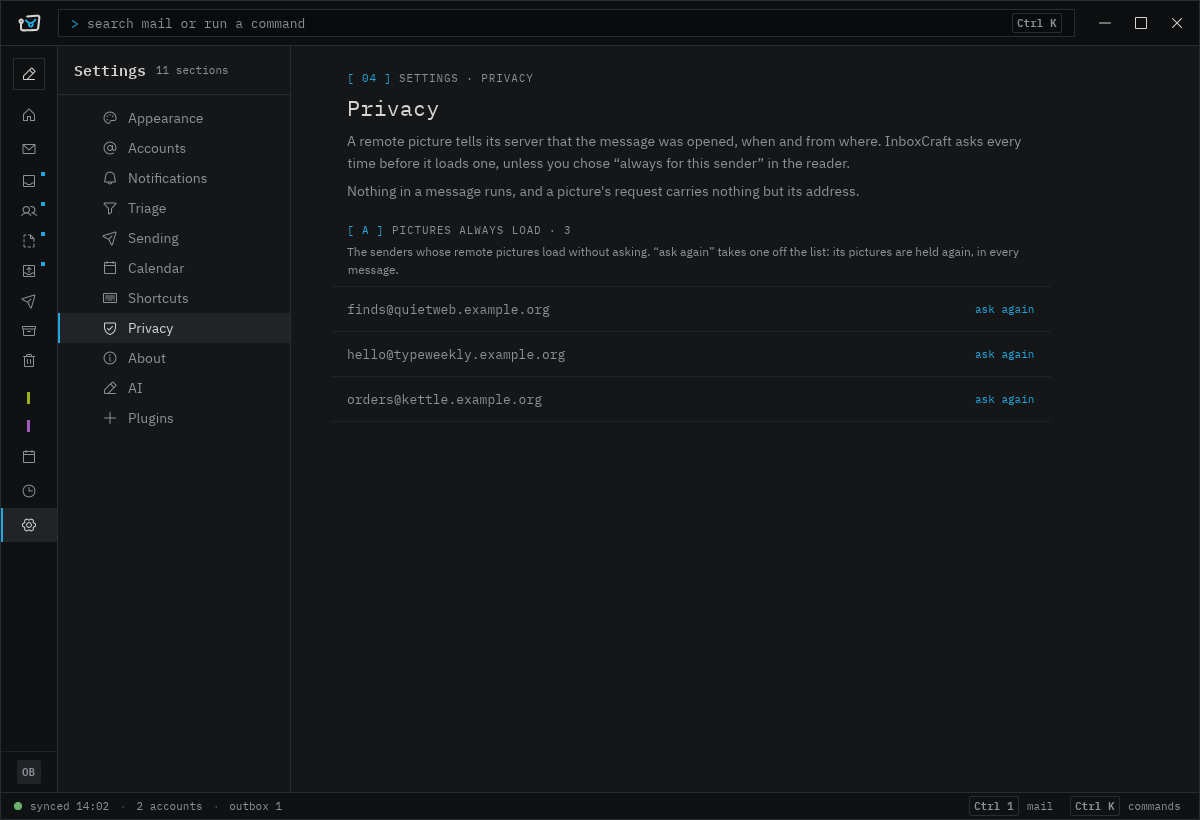 > search mail or run a command Ctrl K
Settings 11 sections
Appearance
Accounts
Notifications
Triage
Sending
Calendar
Shortcuts
Privacy
About
AI
Plugins
[ 04 ] SETTINGS · PRIVACY
Privacy
A remote picture tells its server that the message was opened, when and from where. InboxCraft asks every
time before it loads one, unless you chose “always for this sender” in the reader.
Nothing in a message runs, and a picture's request carries nothing but its address.
[ A ] PICTURES ALWAYS LOAD · 3
The senders whose remote pictures load without asking. “ask again” takes one off the list: its pictures are held again, in every
message.
finds@quietweb.example.org ask again
hello@typeweekly.example.org ask again
orders@kettle.example.org ask again
OB
synced 14:02 · 2 accounts · outbox 1 Ctrl 1 mail Ctrl K commands